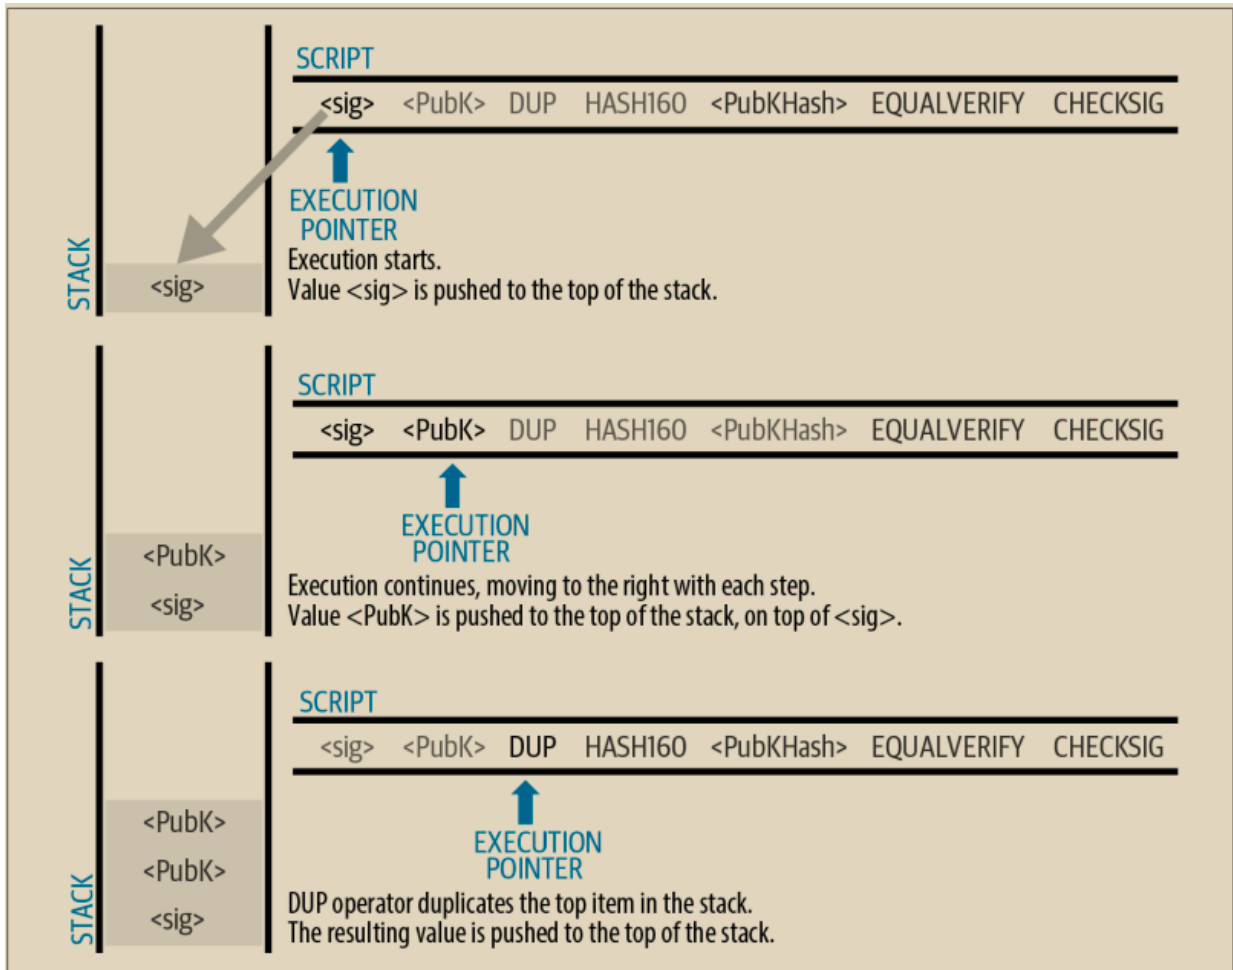 SCRIPT
<sig> <PubK> DUP HASH160 <PubKHash> EQUALVERIFY CHECKSIG
EXECUTION
POINTER
Execution starts.
Value <sig> is pushed to the top of the stack.
STACK
<sig>
SCRIPT
<sig> <PubK> DUP HASH160 <PubKHash> EQUALVERIFY CHECKSIG
EXECUTION
POINTER
Execution continues, moving to the right with each step.
Value <PubK> is pushed to the top of the stack, on top of <sig>.
STACK
<PubK>
<sig>
SCRIPT
<sig> <PubK> DUP HASH160 <PubKHash> EQUALVERIFY CHECKSIG
EXECUTION
POINTER
DUP operator duplicates the top item in the stack.
The resulting value is pushed to the top of the stack.
STACK
<PubK>
<PubK>
<sig>